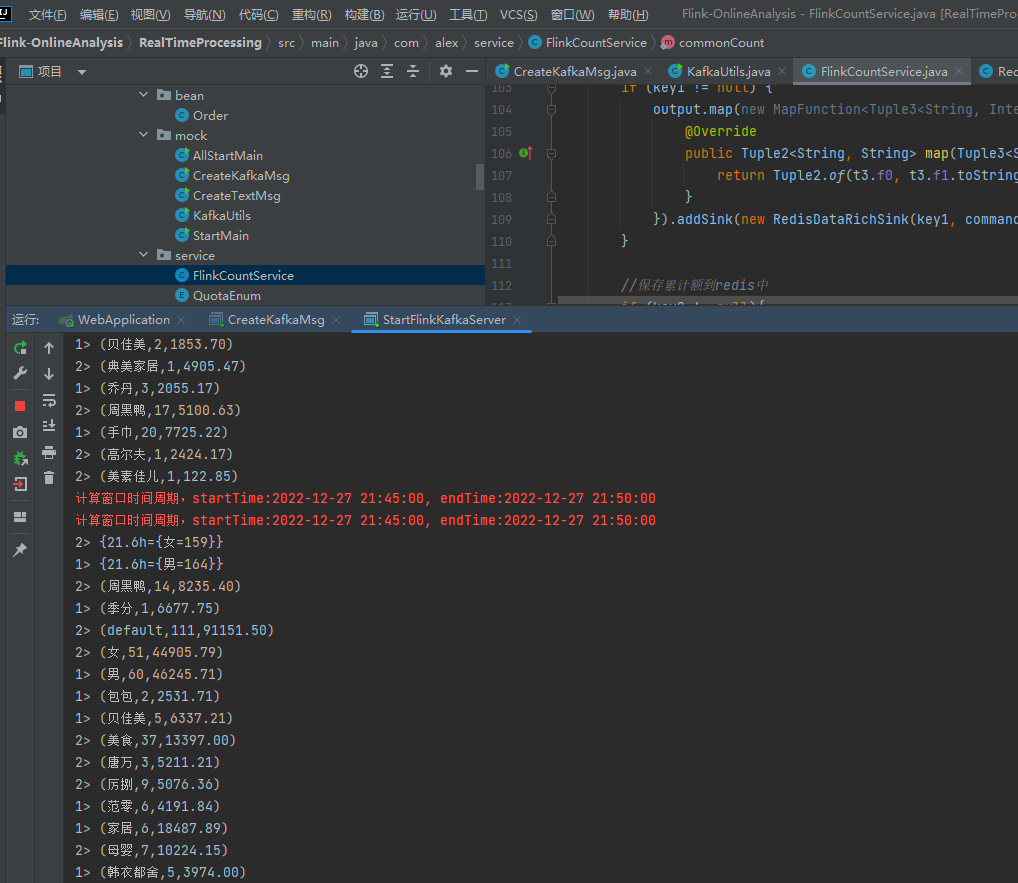 文件(F) 编辑(E) 视图(V) 导航(N) 代码(C) 重构(R) 构建(B) 运行(U) 工具(T) VCS(S) 窗口(W) 帮助(H) Flink-OnlineAnalysis - FlinkCountService.java [RealTimePro
Flink-OnlineAnalysis RealTimeProcessing src main java com alex service FlinkCountService commonCount
项目
CreateKafkaMsg.java KafkaUtils.java FlinkCountService.java Red
bean
Order
mock
AllStartMain
CreateKafkaMsg
CreateTextMsg
KafkaUtils
StartMain
service
FlinkCountService
QuotaEnum
103 if (key1 != null) {
104 output.map(new MapFunction<Tuple3<String, Inte
105 @Override
106 public Tuple2<String, String> map(Tuple3<S
107 return Tuple2.of(t3.f0, t3.f1.toString
108 }
109 }).addSink(new RedisDataRichSink(key1, command
110 }
111
112 //保存累计额到redis中
运行: WebApplication CreateKafkaMsg StartFlinkKafkaServer
1> (贝佳美,2,1853.70)
2> (典美家居,1,4905.47)
1> (乔丹,3,2055.17)
2> (周黑鸭,17,5100.63)
1> (手巾,20,7725.22)
2> (高尔夫,1,2424.17)
2> (美素佳儿,1,122.85)
计算窗口时间周期，startTime:2022-12-27 21:45:00, endTime:2022-12-27 21:50:00
计算窗口时间周期，startTime:2022-12-27 21:45:00, endTime:2022-12-27 21:50:00
2> {21.6h={女=159}}
1> {21.6h={男=164}}
2> (周黑鸭,14,8235.40)
1> (季分,1,6677.75)
2> (default,111,91151.50)
2> (女,51,44905.79)
1> (男,60,46245.71)
1> (包包,2,2531.71)
1> (贝佳美,5,6337.21)
2> (美食,37,13397.00)
2> (唐万,3,5211.21)
2> (厉捌,9,5076.36)
1> (范零,6,4191.84)
1> (家居,6,18487.89)
2> (母婴,7,10224.15)
1> (韩衣都舍,5,3974.00)